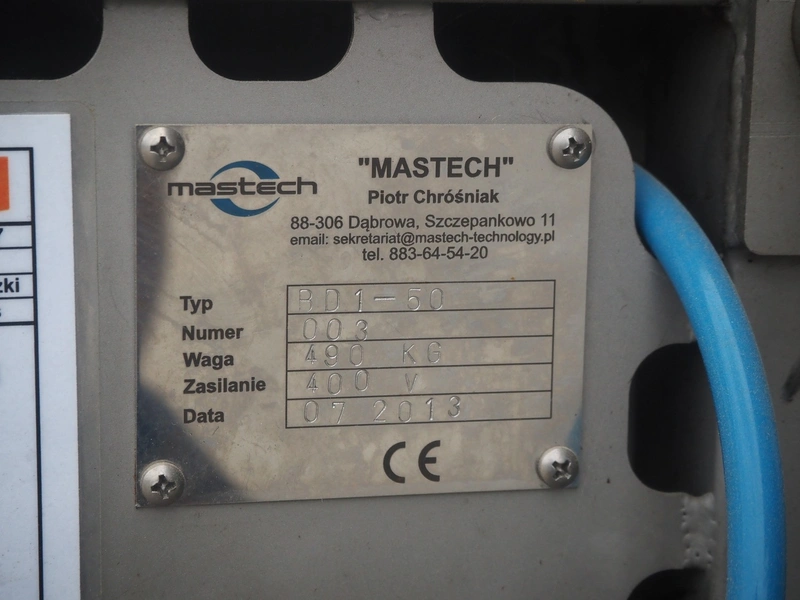 mastech
"MASTECH"
Piotr Chróśniak
88-306 Dąbrowa, Szczepankowo 11
email: sekretariat@mastech-technology.pl
tel. 883-64-54-20
Typ BD1-50
Numer 003
Waga 490 KG
Zasilanie 400 V
Data 07 2013
CE